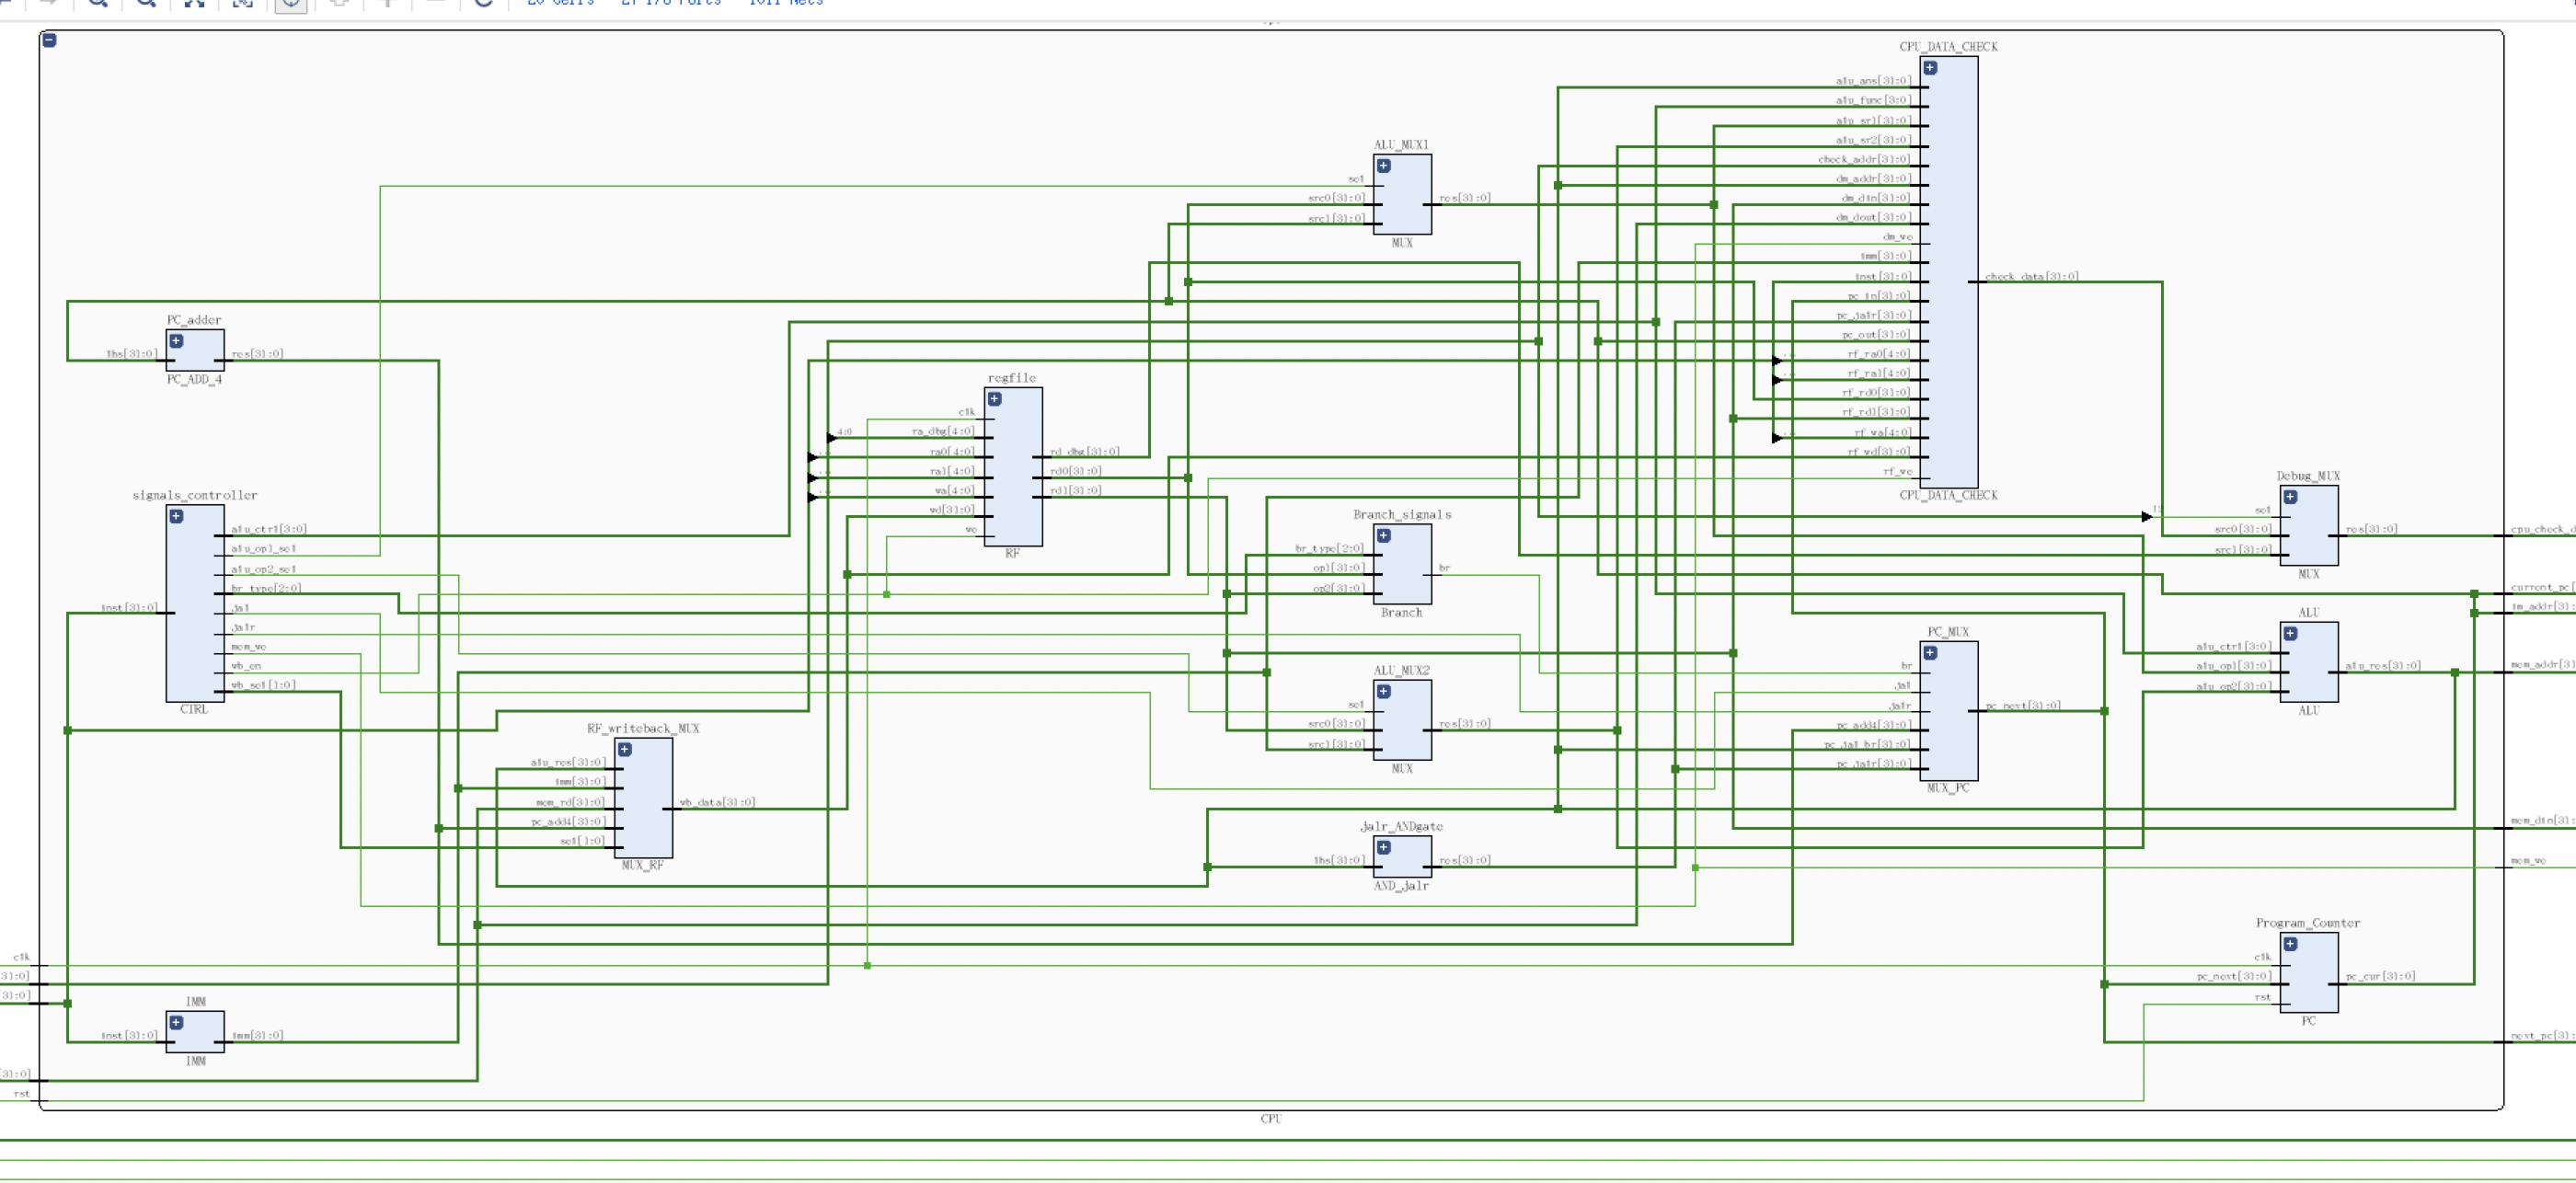 CPU_DATA_CHECK
alu_ans[31:0]
alu_func[3:0]
alu_sr1[31:0]
alu_sr2[31:0]
check_addr[31:0]
dm_addr[31:0]
dm_din[31:0]
dm_dout[31:0]
dm_we
imm[31:0]
inst[31:0]
pc_in[31:0]
pc_jalr[31:0]
pc_out[31:0]
rf_ra0[4:0]
rf_ra1[4:0]
rf_rd0[31:0]
rf_rd1[31:0]
rf_wa[4:0]
rf_wd[31:0]
rf_we
check_data[31:0]
CPU_DATA_CHECK
ALU_MUX1
sel
src0[31:0]
src1[31:0]
res[31:0]
MUX
PC_adder
lhs[31:0]
res[31:0]
PC_ADD_4
regfile
clk
ra_dbg[4:0]
ra0[4:0]
ra1[4:0]
wa[4:0]
wd[31:0]
we
rd_dbg[31:0]
rd0[31:0]
rd1[31:0]
RF
4:0
signals_controller
inst[31:0]
alu_ctrl[3:0]
alu_op1_sel
alu_op2_sel
br_type[2:0]
jal
jalr
mem_we
wb_en
wb_sel[1:0]
CTRL
Branch_signals
br_type[2:0]
op1[31:0]
op2[31:0]
br
Branch
Debug_MUX
sel
src0[31:0]
src1[31:0]
res[31:0]
MUX
ALU
alu_ctrl[3:0]
alu_op1[31:0]
alu_op2[31:0]
alu_res[31:0]
ALU
PC_MUX
br
jal
jalr
pc_add4[31:0]
pc_jal_br[31:0]
pc_jalr[31:0]
pc_next[31:0]
MUX_PC
ALU_MUX2
sel
src0[31:0]
src1[31:0]
res[31:0]
MUX
RF_writeback_MUX
alu_res[31:0]
imm[31:0]
mem_rd[31:0]
pc_add4[31:0]
sel[1:0]
wb_data[31:0]
MUX_RF
jalr_ANDgate
lhs[31:0]
res[31:0]
AND_jalr
Program_Counter
clk
pc_next[31:0]
rst
pc_cur[31:0]
PC
IMM
inst[31:0]
imm[31:0]
IMM
clk
31:0]
31:0]
[31:0]
rst
cpu_check_d
current_pc[
im_addr[31:
mem_addr[31
mem_din[31:
mem_we
next_pc[31:
CPU